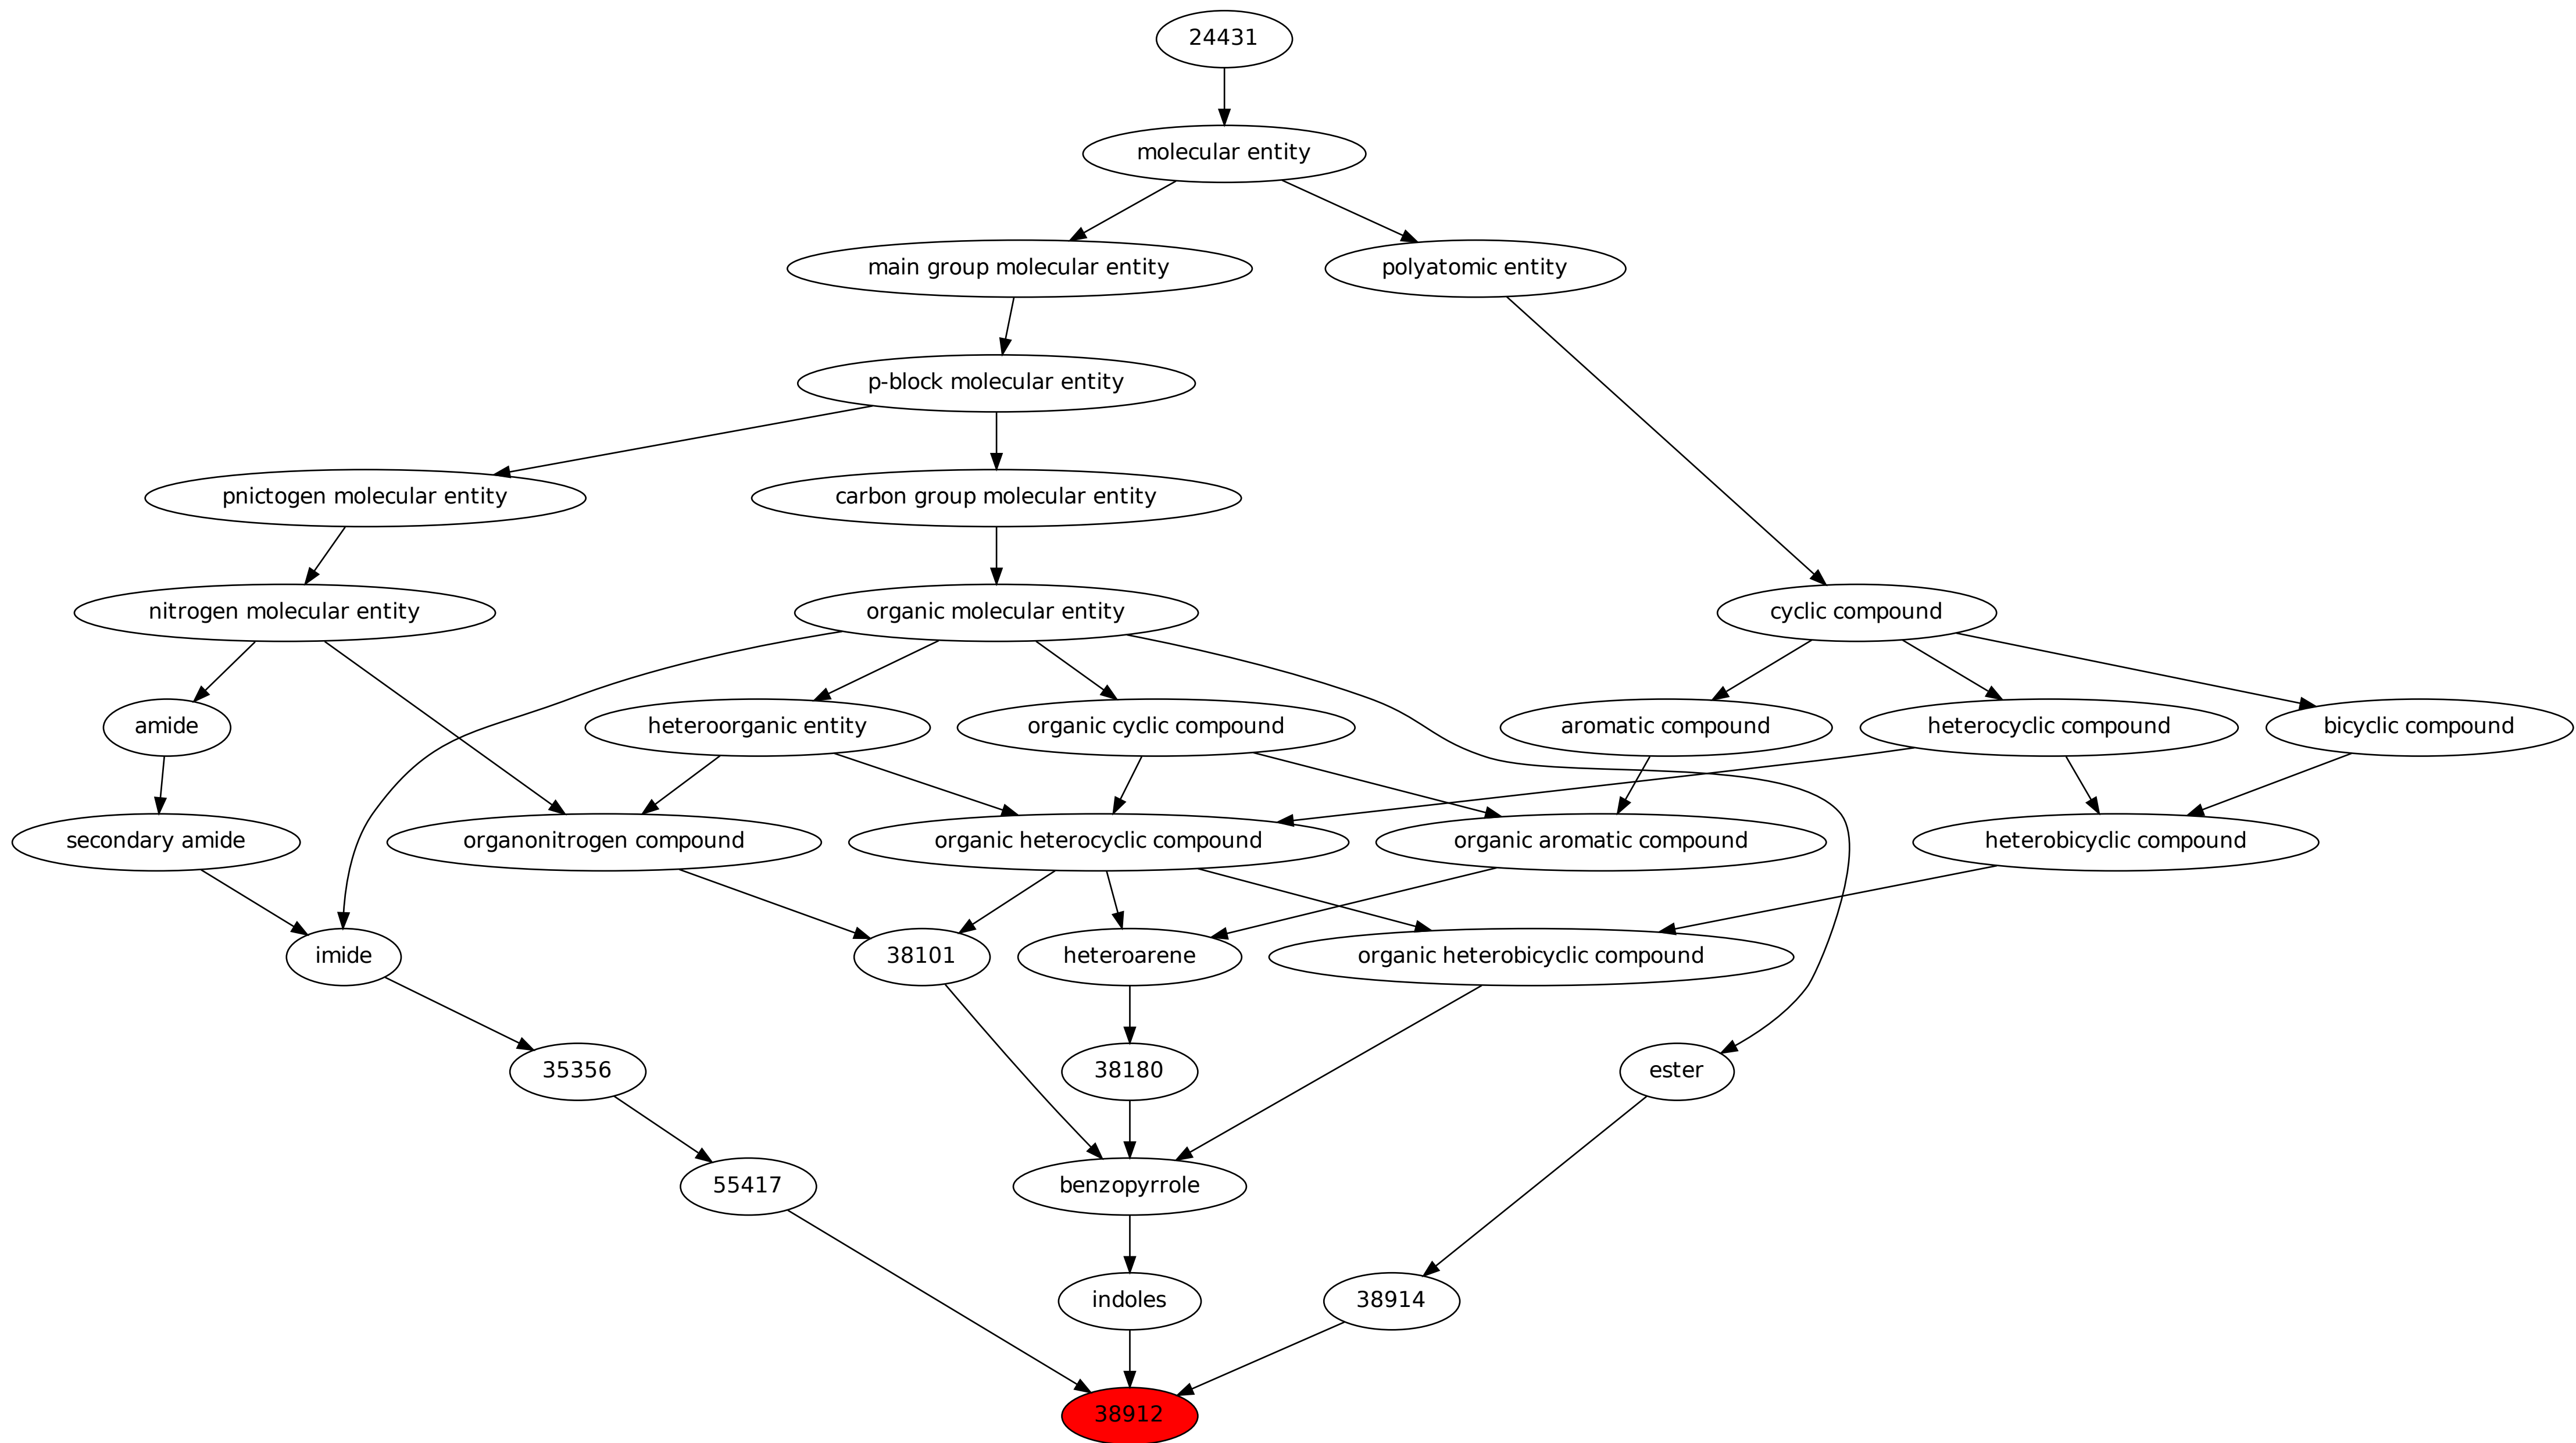 24431
molecular entity
main group molecular entity
polyatomic entity
p-block molecular entity
pnictogen molecular entity
carbon group molecular entity
nitrogen molecular entity
organic molecular entity
cyclic compound
amide
heteroorganic entity
organic cyclic compound
aromatic compound
heterocyclic compound
bicyclic compound
secondary amide
organonitrogen compound
organic heterocyclic compound
organic aromatic compound
heterobicyclic compound
imide
38101
heteroarene
organic heterobicyclic compound
35356
38180
ester
55417
benzopyrrole
indoles
38914
38912